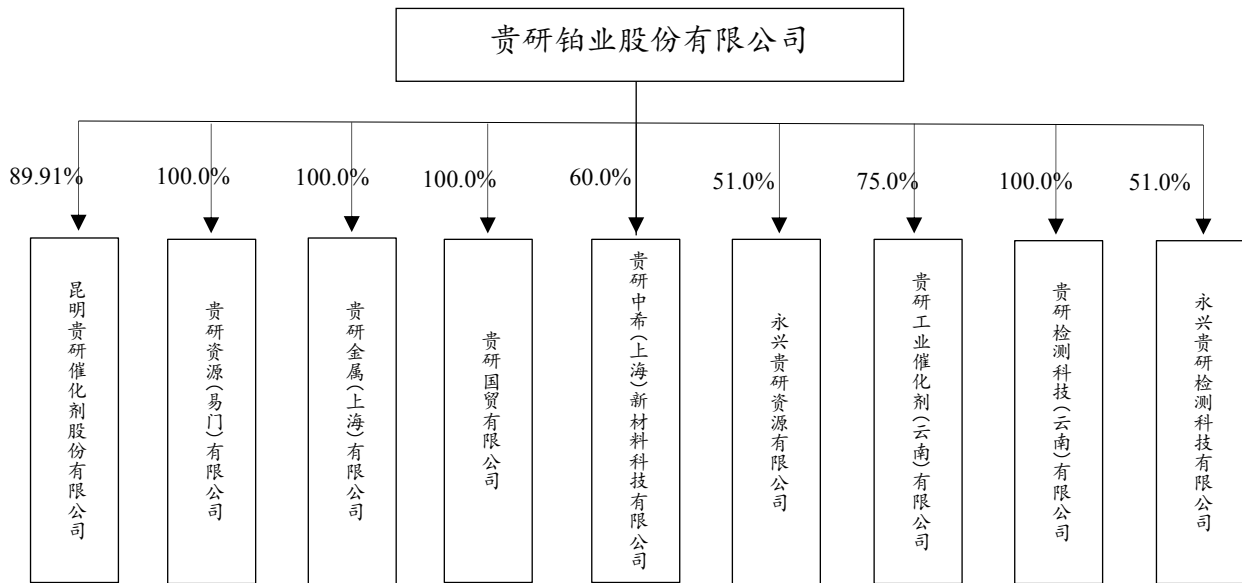 贵研铂业股份有限公司
89.91%
100.0%
100.0%
100.0%
60.0%
51.0%
75.0%
100.0%
51.0%
昆明贵研催化剂股份有限公司
贵研资源(易门)有限公司
贵研金属(上海)有限公司
贵研国贸有限公司
贵研中希(上海)新材料科技有限公司
永兴贵研资源有限公司
贵研工业催化剂(云南)有限公司
贵研检测科技(云南)有限公司
永兴贵研检测科技有限公司